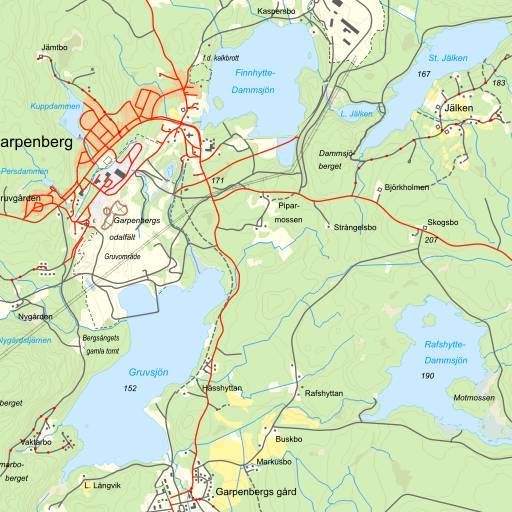 Kaspersbo
Jämtbo
f.d. kalkbrott
St. Jälken
Finnhytte-
Dammsjön
167
183
Kuppdammen
L. Jälken
Jälken
arpenberg
Dammsjö-
berget
Persdammen
171
Björkholmen
ruvgården
Garpenbergs
odalfält
Pipar-
mossen
Strängelsbo
Skogsbo
207
Gruvområde
Nygården
Nygårdstjärnen
Bergsängets
gamla tomt
Rafshytte-
Dammsjön
190
Gruvsjön
152
Hässhyttan
Rafshyttan
Motmossen
berget
Vaktarbo
Buskbo
Markusbo
marbo-
berget
L. Långvik
Garpenbergs gård